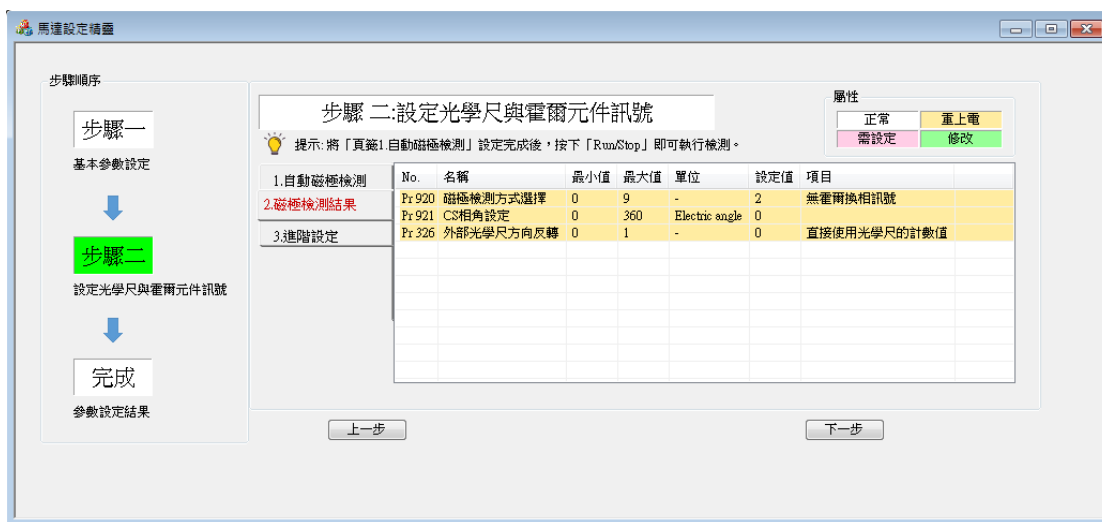 馬達設定精靈
步驟順序
步驟一
基本參數設定
步驟二
設定光學尺與霍爾元件訊號
完成
參數設定結果
步驟 二:設定光學尺與霍爾元件訊號
提示: 將「頁籤1.自動磁極檢測」設定完成後，按下「Run/Stop」即可執行檢測。
屬性
正常 重上電
需設定 修改
1.自動磁極檢測
2.磁極檢測結果
3.進階設定
No. 名稱 最小值 最大值 單位 設定值 項目
Pr 920 磁極檢測方式選擇 0 9 - 2 無霍爾換相訊號
Pr 921 CS相角設定 0 360 Electric angle 0
Pr 326 外部光學尺方向反轉 0 1 - 0 直接使用光學尺的計數值
上一步 下一步